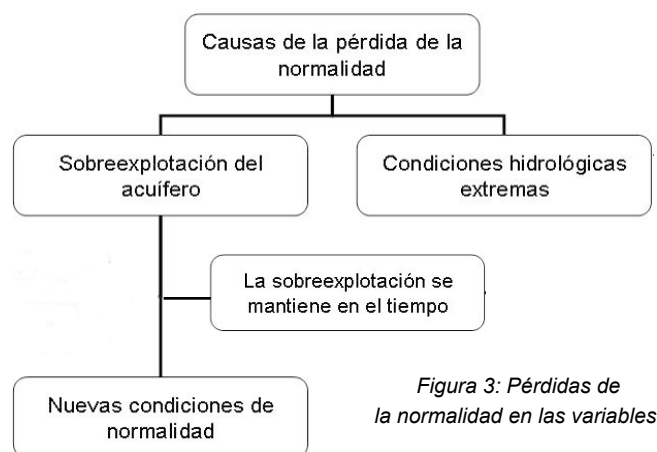 Causas de la pérdida de la
normalidad
Sobreexplotación del
acuífero
Condiciones hidrológicas
extremas
La sobreexplotación se
mantiene en el tiempo
Nuevas condiciones de
normalidad
Figura 3: Pérdidas de
la normalidad en las variables